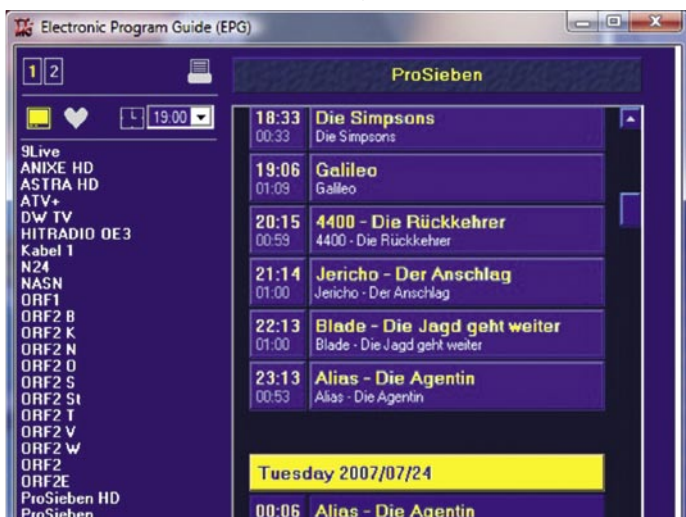 Electronic Program Guide (EPG)
1 2
ProSieben
19:00
9Live
ANIXE HD
ASTRA HD
ATV+
DW TV
HITRADIO OE3
Kabel 1
N24
NASN
ORF1
ORF2 B
ORF2 K
ORF2 N
ORF2 O
ORF2 S
ORF2 St
ORF2 T
ORF2 V
ORF2 W
ORF2
ORF2E
ProSieben HD
ProSieben
18:33 Die Simpsons
00:33 Die Simpsons
19:06 Galileo
01:09 Galileo
20:15 4400 - Die Rückkehrer
00:59 4400 - Die Rückkehrer
21:14 Jericho - Der Anschlag
01:00 Jericho - Der Anschlag
22:13 Blade - Die Jagd geht weiter
01:00 Blade - Die Jagd geht weiter
23:13 Alias - Die Agentin
00:53 Alias - Die Agentin
Tuesday 2007/07/24
00:06 Alias - Die Agentin